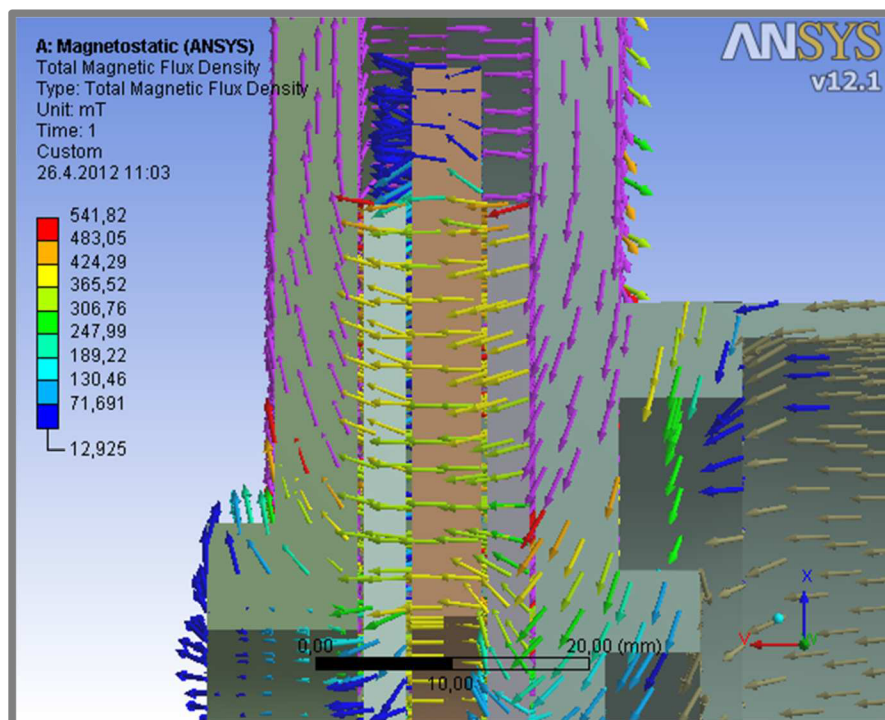 A: Magnetostatic (ANSYS)
Total Magnetic Flux Density
Type: Total Magnetic Flux Density
Unit: mT
Time: 1
Custom
26.4.2012 11:03
ANSYS
v12.1
541,82
483,05
424,29
365,52
306,76
247,99
189,22
130,46
71,691
12,925
0,00
20,00 (mm)
10,00
X
Y